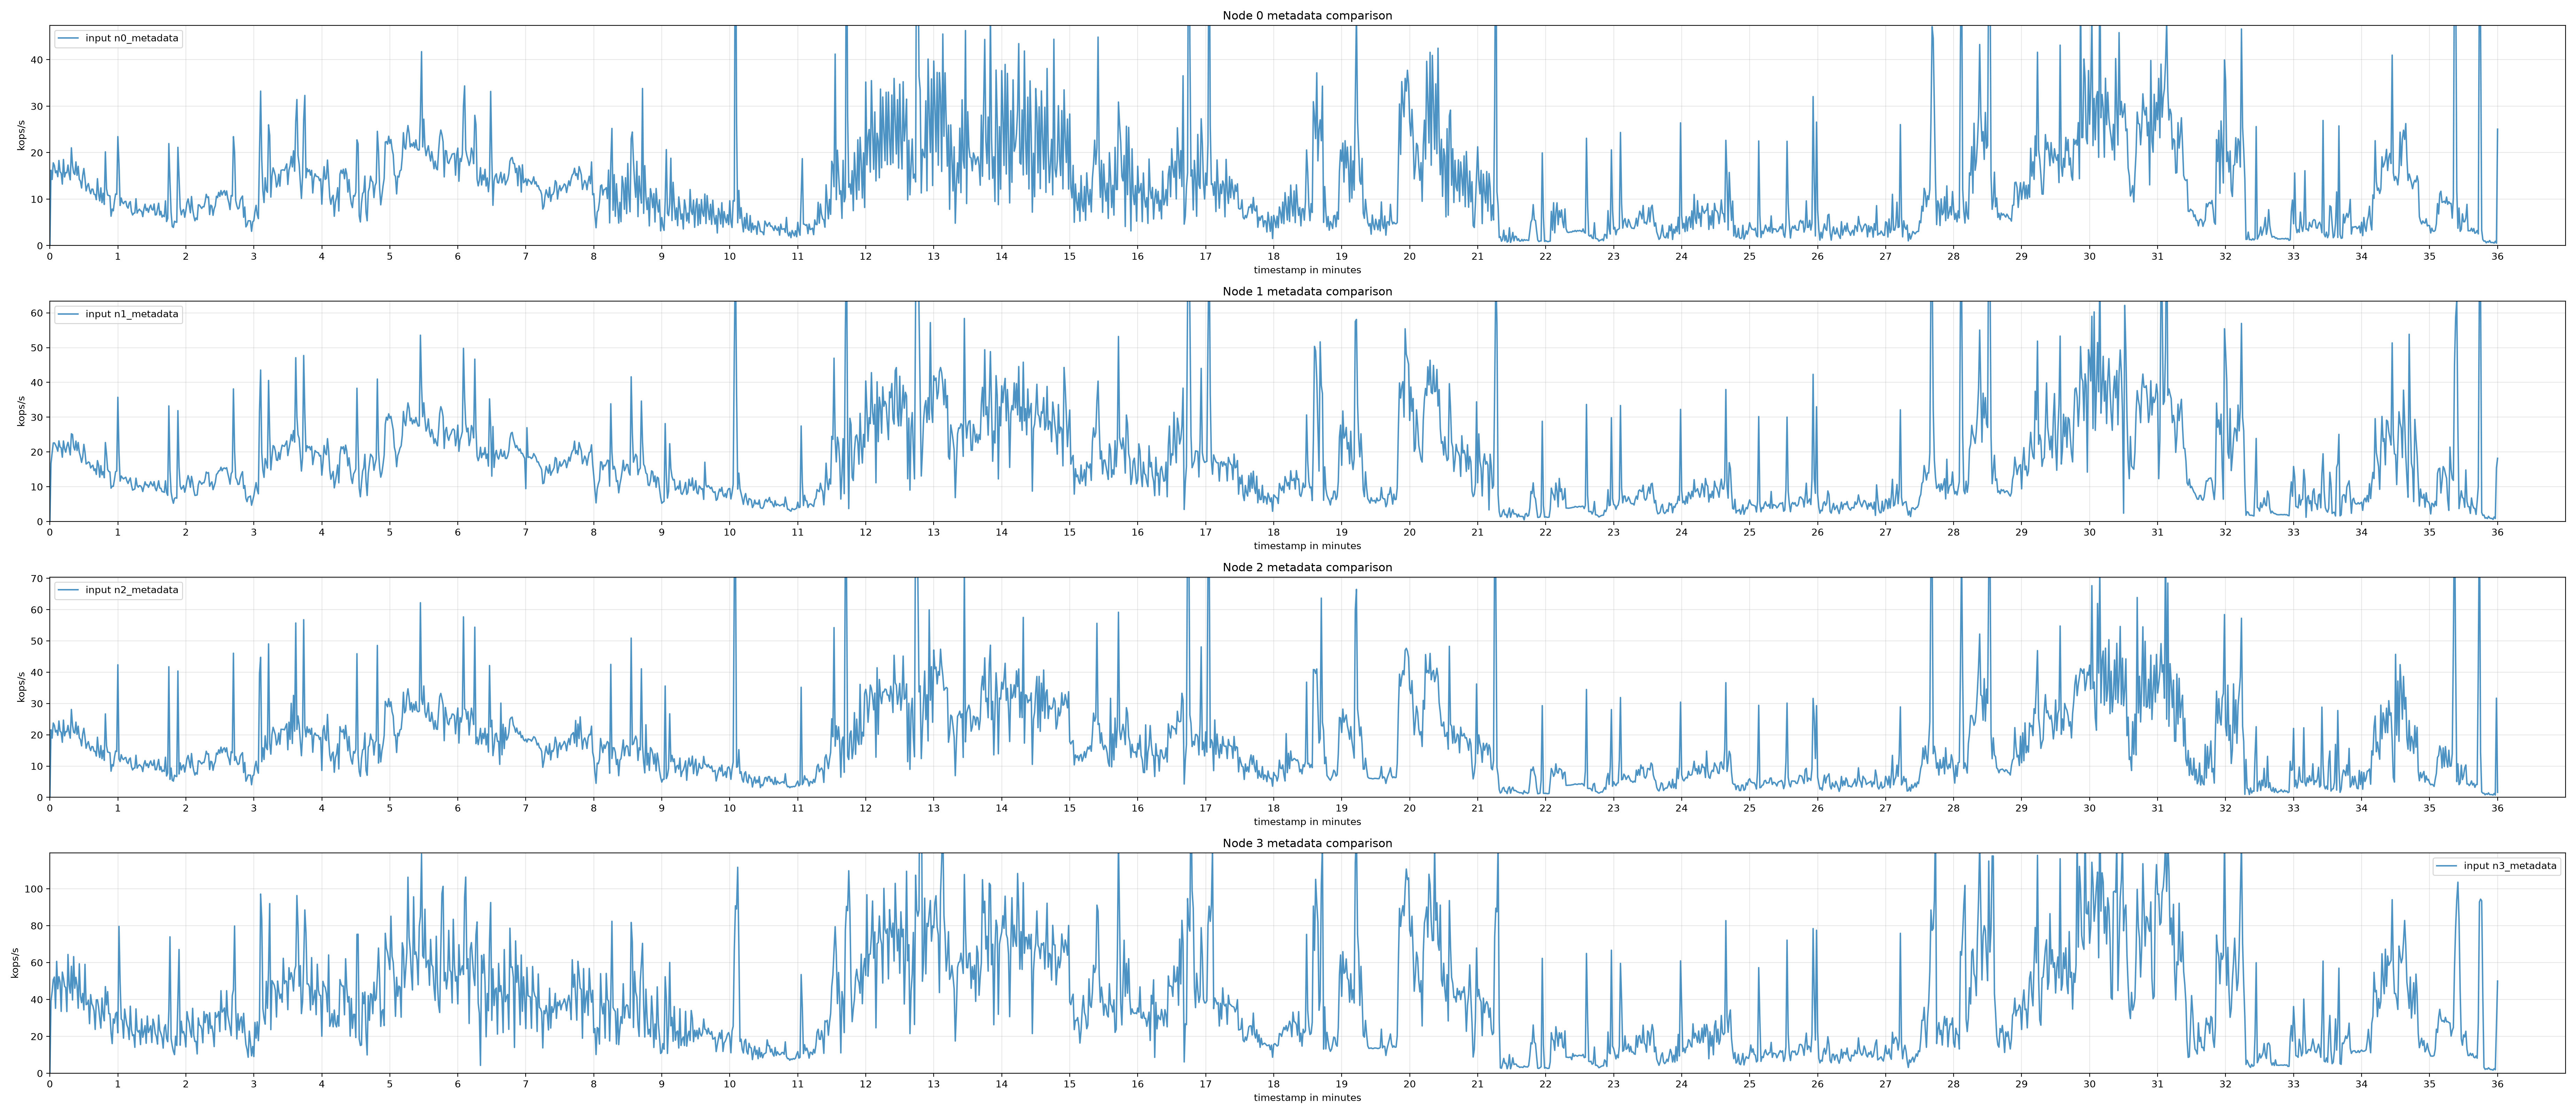 Node 0 metadata comparison
input n0_metadata
kops/s
40
30
20
10
0
0 1 2 3 4 5 6 7 8 9 10 11 12 13 14 15 16 17 18 19 20 21 22 23 24 25 26 27 28 29 30 31 32 33 34 35 36
timestamp in minutes
Node 1 metadata comparison
input n1_metadata
kops/s
60
50
40
30
20
10
0
0 1 2 3 4 5 6 7 8 9 10 11 12 13 14 15 16 17 18 19 20 21 22 23 24 25 26 27 28 29 30 31 32 33 34 35 36
timestamp in minutes
Node 2 metadata comparison
input n2_metadata
kops/s
70
60
50
40
30
20
10
0
0 1 2 3 4 5 6 7 8 9 10 11 12 13 14 15 16 17 18 19 20 21 22 23 24 25 26 27 28 29 30 31 32 33 34 35 36
timestamp in minutes
Node 3 metadata comparison
input n3_metadata
kops/s
100
80
60
40
20
0
0 1 2 3 4 5 6 7 8 9 10 11 12 13 14 15 16 17 18 19 20 21 22 23 24 25 26 27 28 29 30 31 32 33 34 35 36
timestamp in minutes